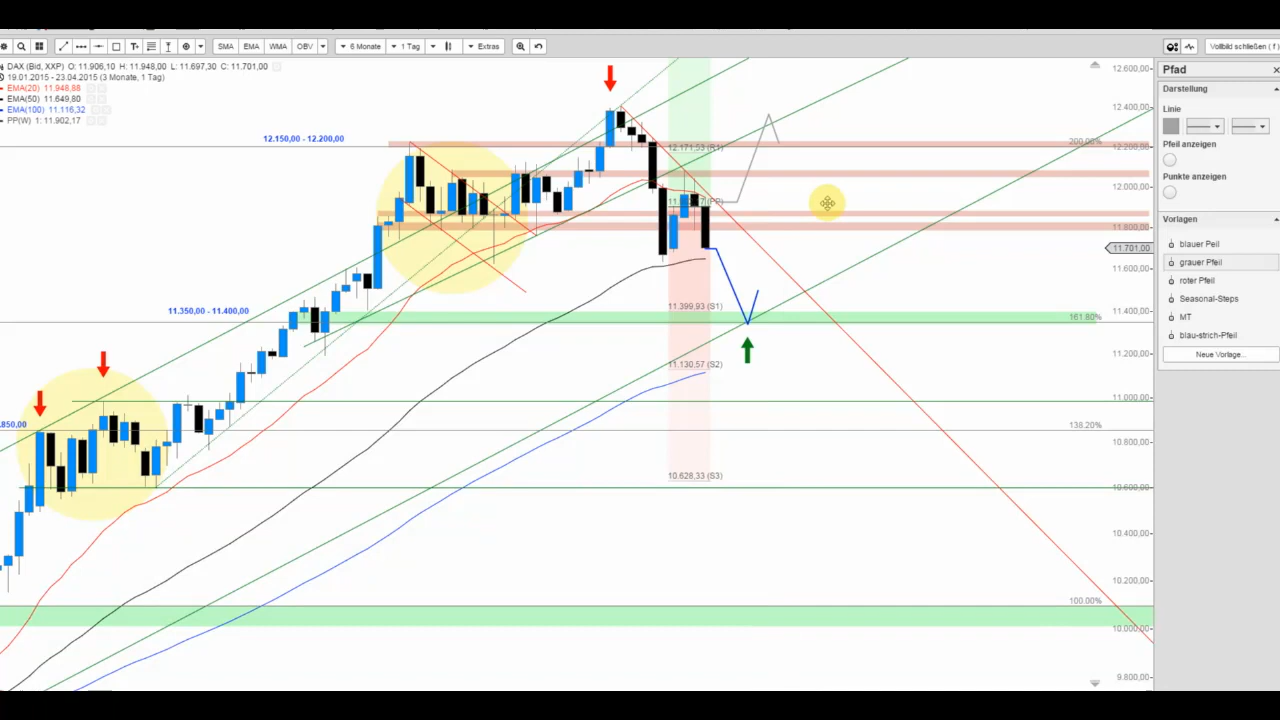 SMA EMA WMA OBV 6 Monate 1 Tag Extras Vollbild schließen ( f )
DAX (Bid, XXP) O: 11.906,10 H: 11.948,00 L: 11.697,30 C: 11.701,00
19.01.2015 - 23.04.2015 (3 Monate, 1 Tag)
EMA(20) 11.948,88
EMA(50) 11.649,80
EMA(100) 11.116,32
PP(W) 1: 11.902,17
12.150,00 - 12.200,00
11.350,00 - 11.400,00
.850,00
12.171,53 (R1)
(PP)
11.399,93 (S1)
11.130,57 (S2)
10.628,33 (S3)
200.00%
161.80%
138.20%
100.00%
12.600,00
12.400,00
12.200,00
12.000,00
11.800,00
11.701,00
11.600,00
11.400,00
11.200,00
11.000,00
10.800,00
10.600,00
10.400,00
10.200,00
10.000,00
9.800,00
Pfad
Darstellung
Linie
Pfeil anzeigen
Punkte anzeigen
Vorlagen
blauer Peil
grauer Pfeil
roter Pfeil
Seasonal-Steps
MT
blau-strich-Pfeil
Neue Vorlage...